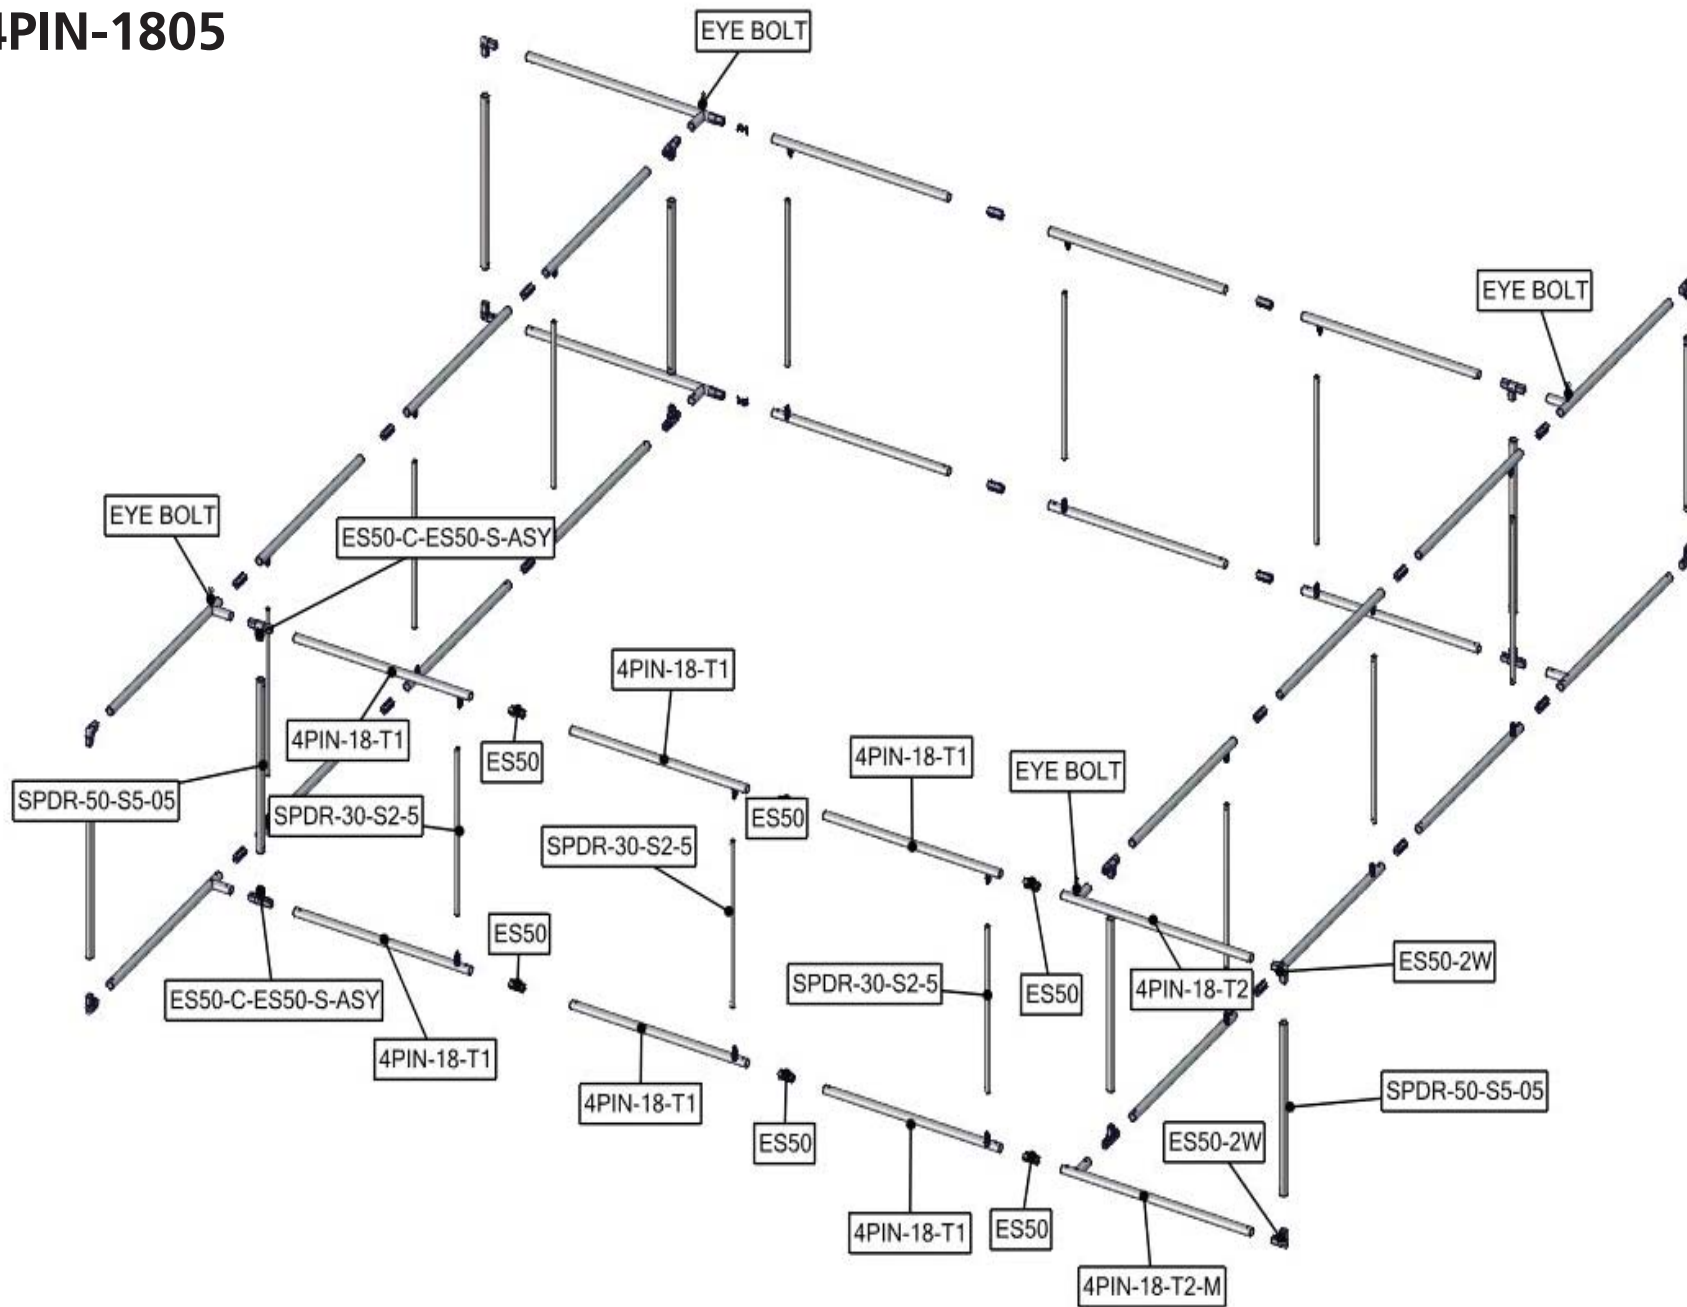 4PIN-1805
EYE BOLT
EYE BOLT
EYE BOLT
ES50-C-ES50-S-ASY
4PIN-18-T1
4PIN-18-T1
ES50
4PIN-18-T1
EYE BOLT
SPDR-50-S5-05
SPDR-30-S2-5
ES50
SPDR-30-S2-5
ES50
ES50-2W
SPDR-30-S2-5
ES50
4PIN-18-T2
ES50-C-ES50-S-ASY
4PIN-18-T1
4PIN-18-T1
SPDR-50-S5-05
ES50
ES50-2W
4PIN-18-T1
ES50
4PIN-18-T2-M